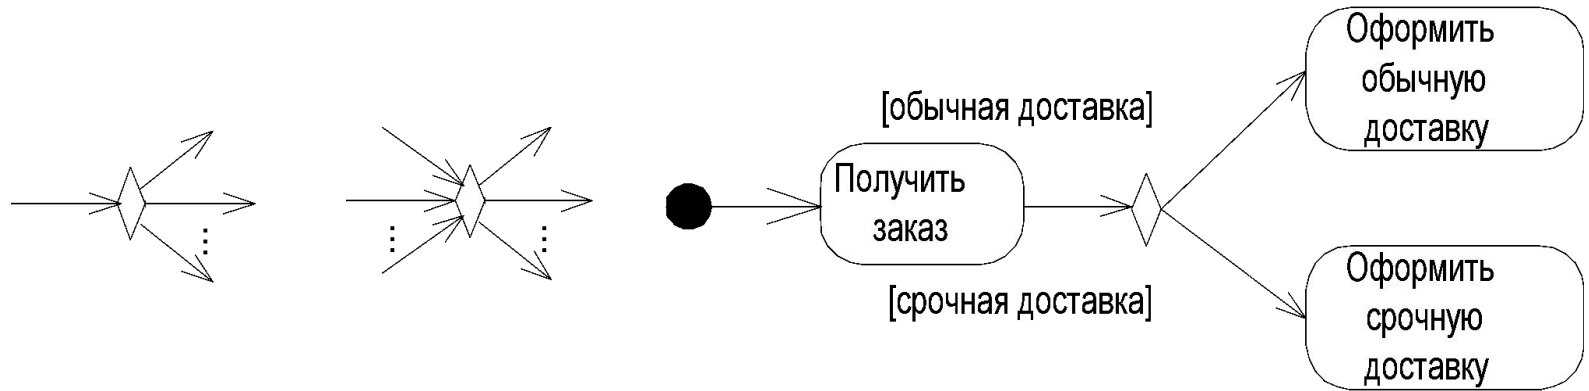 [обычная доставка]
Получить
заказ
[срочная доставка]
Оформить
обычную
доставку
Оформить
срочную
доставку